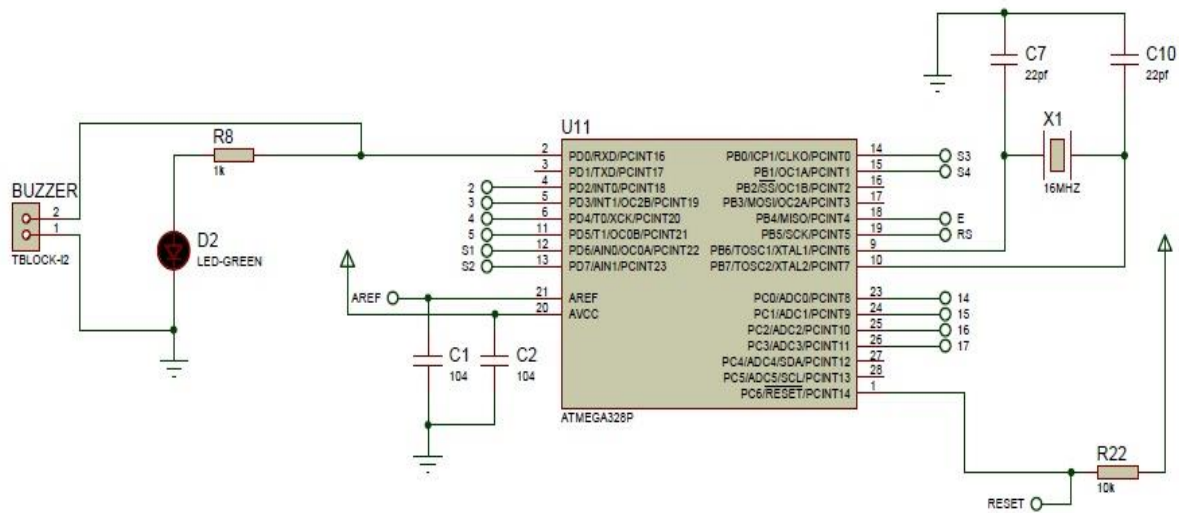 C7
22pf
C10
22pf
X1
16MHZ
R8
1k
BUZZER
2
1
TBLOCK-I2
D2
LED-GREEN
U11
2 PD0/RXD/PCINT16
3 PD1/TXD/PCINT17
2 4 PD2/INT0/PCINT18
3 5 PD3/INT1/OC2B/PCINT19
4 6 PD4/T0/XCK/PCINT20
5 11 PD5/T1/OC0B/PCINT21
S1 12 PD6/AIN0/OC0A/PCINT22
S2 13 PD7/AIN1/PCINT23
AREF 21 AREF
20 AVCC
PB0/ICP1/CLKO/PCINT0 14 S3
PB1/OC1A/PCINT1 15 S4
PB2/SS/OC1B/PCINT2 16
PB3/MOSI/OC2A/PCINT3 17
PB4/MISO/PCINT4 18 E
PB5/SCK/PCINT5 19 RS
PB6/TOSC1/XTAL1/PCINT6 9
PB7/TOSC2/XTAL2/PCINT7 10
PC0/ADC0/PCINT8 23 14
PC1/ADC1/PCINT9 24 15
PC2/ADC2/PCINT10 25 16
PC3/ADC3/PCINT11 26 17
PC4/ADC4/SDA/PCINT12 27
PC5/ADC5/SCL/PCINT13 28
PC6/RESET/PCINT14 1
ATMEGA328P
C1
104
C2
104
R22
10k
RESET